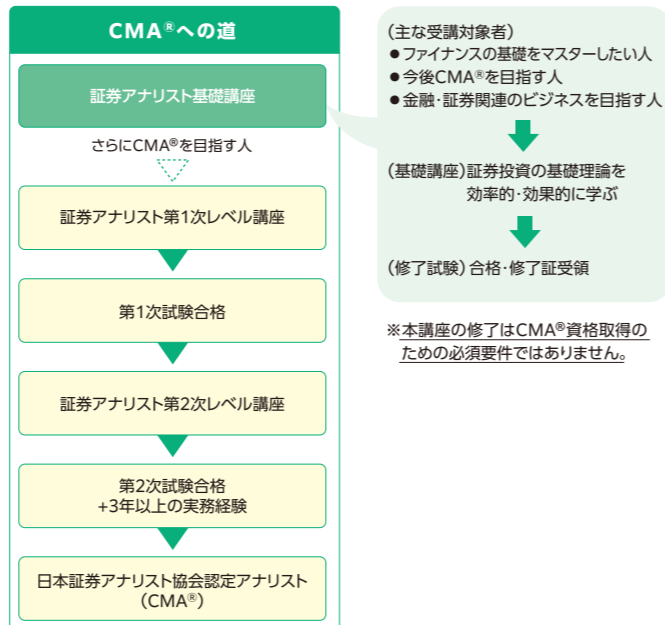 CMA®への道
証券アナリスト基礎講座
さらにCMA®を目指す人
証券アナリスト第1次レベル講座
第1次試験合格
証券アナリスト第2次レベル講座
第2次試験合格
+3年以上の実務経験
日本証券アナリスト協会認定アナリスト
(CMA®)
(主な受講対象者)
●ファイナンスの基礎をマスターしたい人
●今後CMA®を目指す人
●金融・証券関連のビジネスを目指す人
(基礎講座)証券投資の基礎理論を
効率的・効果的に学ぶ
(修了試験)合格・修了証受領
※本講座の修了はCMA®資格取得の
ための必須要件ではありません。